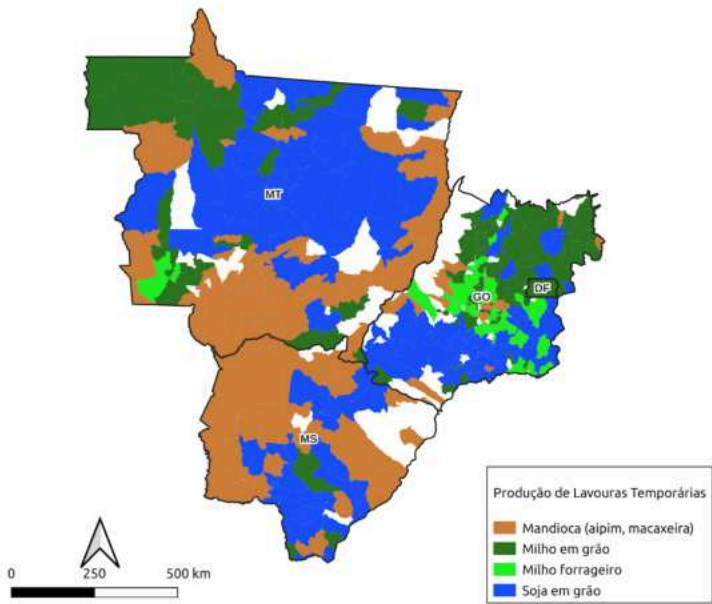 MT
GO
DF
MS
Produção de Lavouras Temporárias
Mandioca (aipim, macaxeira)
Milho em grão
Milho forrageiro
Soja em grão
0 250 500 km